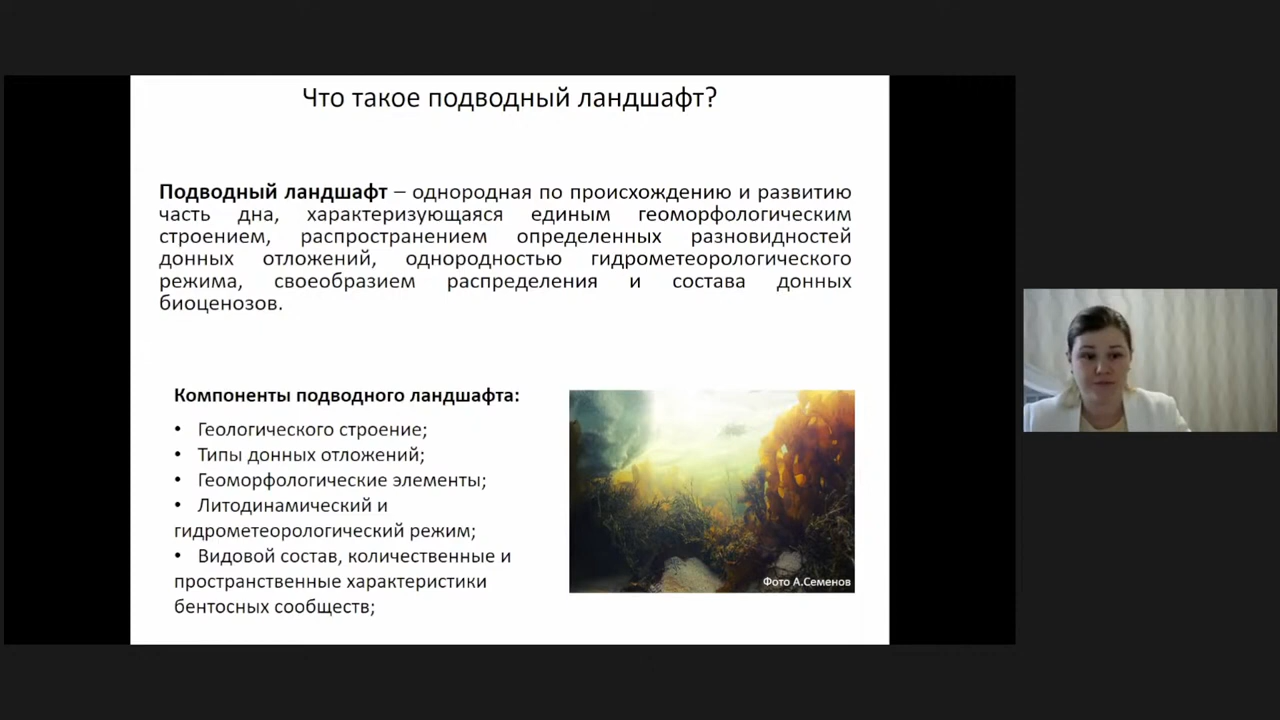 Что такое подводный ландшафт?
Подводный ландшафт – однородная по происхождению и развитию
часть дна, характеризующаяся единым геоморфологическим
строением, распространением определенных разновидностей
донных отложений, однородностью гидрометеорологического
режима, своеобразием распределения и состава донных
биоценозов.
Компоненты подводного ландшафта:
• Геологического строение;
• Типы донных отложений;
• Геоморфологические элементы;
• Литодинамический и
гидрометеорологический режим;
• Видовой состав, количественные и
пространственные характеристики
бентосных сообществ;
Фото А.Семенов